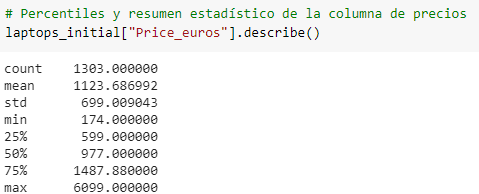 # Percentiles y resumen estadístico de la columna de precios
laptops_initial["Price_euros"].describe()
count 1303.000000
mean 1123.686992
std 699.009043
min 174.000000
25% 599.000000
50% 977.000000
75% 1487.880000
max 6099.000000